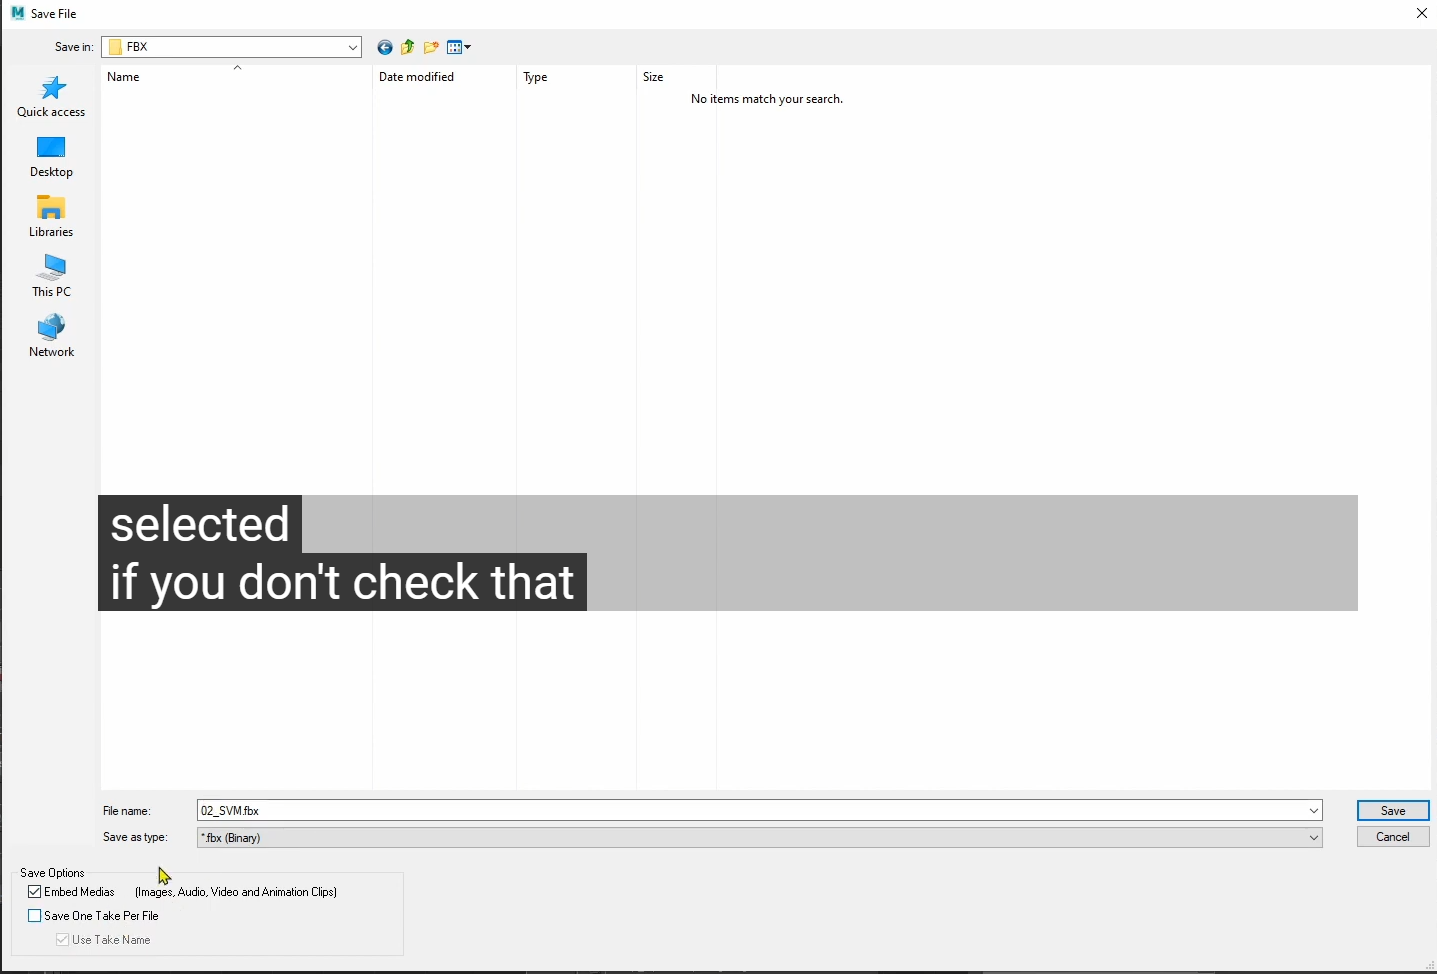 Save File
Save in:
FBX
Name
Date modified
Type
Size
No items match your search.
Quick access
Desktop
Libraries
This PC
Network
selected
if you don't check that
File name:
02_SVM.fbx
Save
Save as type:
*.fbx (Binary)
Cancel
Save Options
Embed Medias (Images, Audio, Video and Animation Clips)
Save One Take Per File
Use Take Name